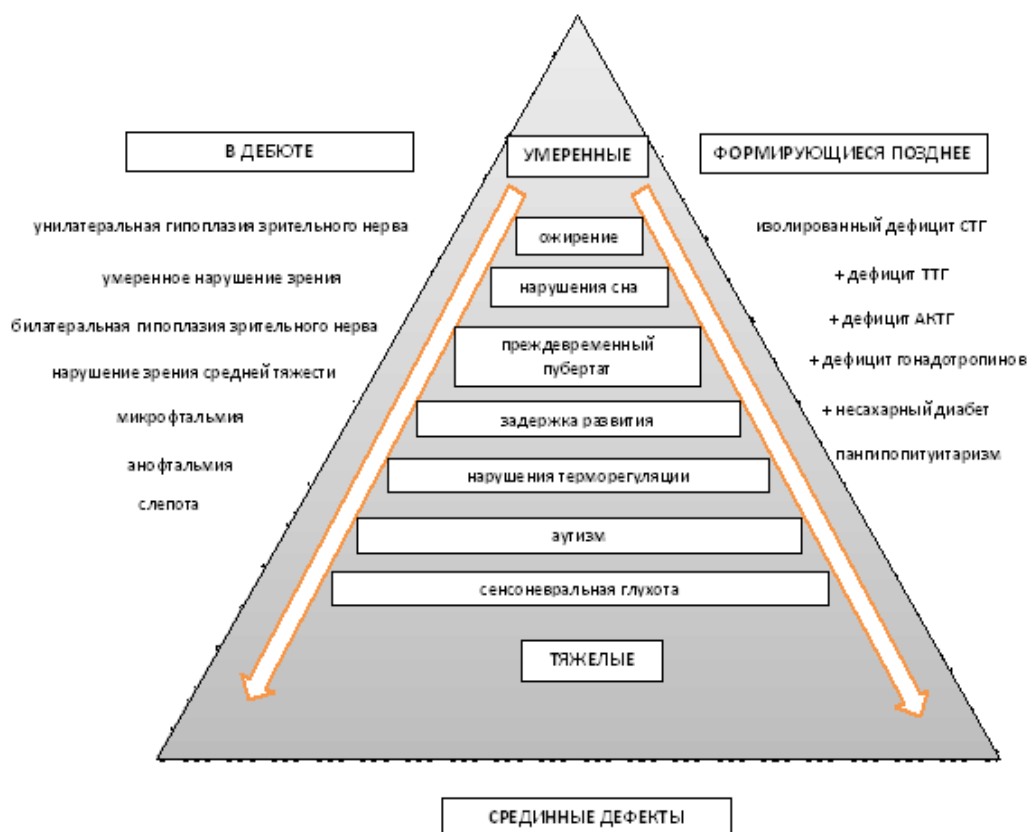 В ДЕБЮТЕ
УМЕРЕННЫЕ
ФОРМИРУЮЩИЕСЯ ПОЗДНЕЕ
унилатеральная гипоплазия зрительного нерва
умеренное нарушение зрения
билатеральная гипоплазия зрительного нерва
нарушение зрения средней тяжести
микрофтальмия
анофтальмия
слепота
ожирение
нарушения сна
преждевременный
пубертат
задержка развития
нарушения терморегуляции
аутизм
сенсоневральная глухота
ТЯЖЕЛЫЕ
изолированный дефицит СТГ
+ дефицит ТТГ
+ дефицит АКТГ
+ дефицит гонадотропинов
+ несахарный диабет
пангипопитуитаризм
СРЕДИННЫЕ ДЕФЕКТЫ